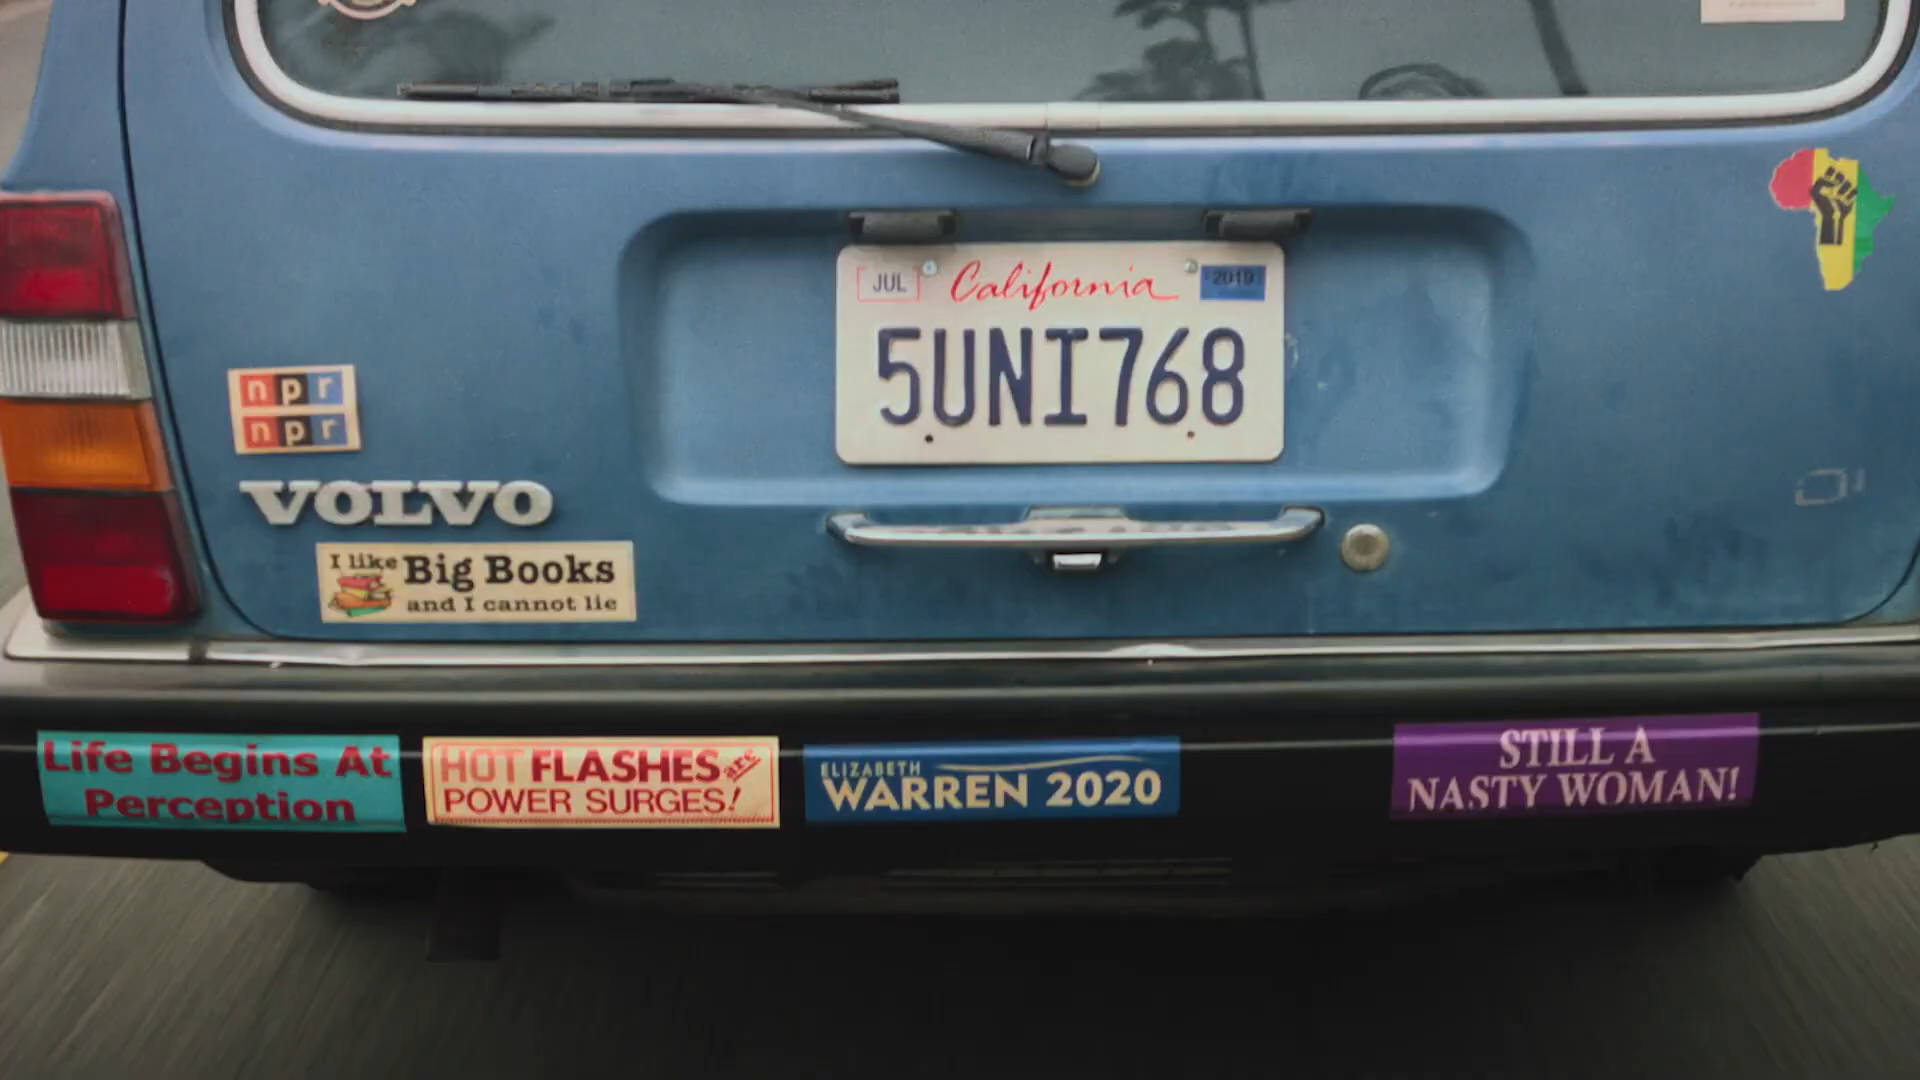 JUL California 2019
5UNI768
npr
npr
VOLVO
I like Big Books
and I cannot lie
Life Begins At
Perception
HOT FLASHES are
POWER SURGES!
ELIZABETH
WARREN 2020
STILL A
NASTY WOMAN!